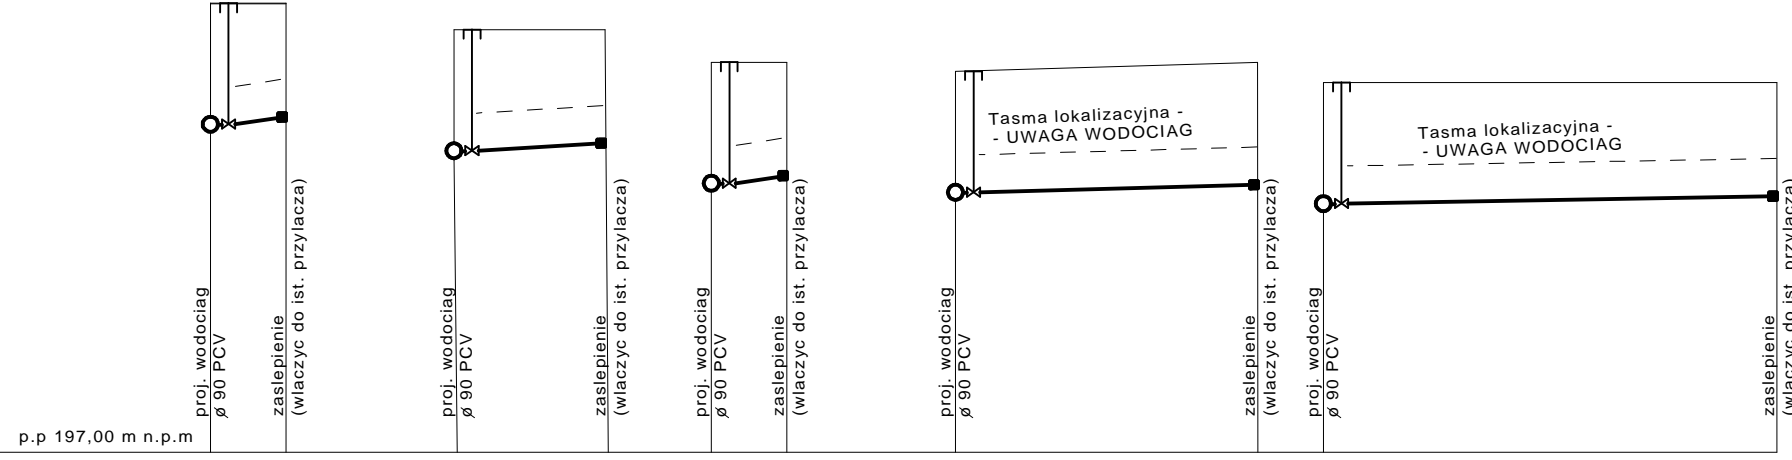 Tasma lokalizacyjna -
- UWAGA WODOCIAG
Tasma lokalizacyjna -
- UWAGA WODOCIAG
proj. wodociag
ø 90 PCV
zaslepienie
(wlaczyc do ist. przylacza)
proj. wodociag
ø 90 PCV
zaslepienie
(wlaczyc do ist. przylacza)
proj. wodociag
ø 90 PCV
zaslepienie
(wlaczyc do ist. przylacza)
proj. wodociag
ø 90 PCV
zaslepienie
(wlaczyc do ist. przylacza)
proj. wodociag
ø 90 PCV
zaslepienie
(wlaczyc do ist. przylacza)
p.p 197,00 m n.p.m